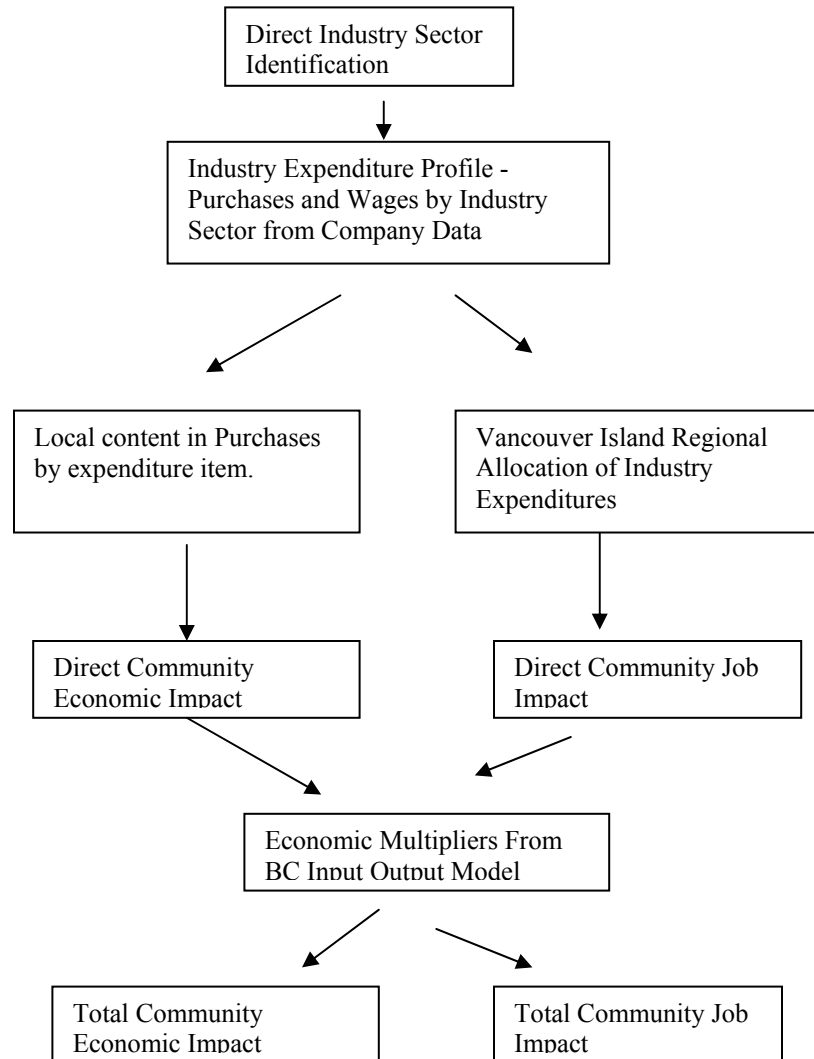 Direct Industry Sector
Identification
Industry Expenditure Profile -
Purchases and Wages by Industry
Sector from Company Data
Local content in Purchases
by expenditure item.
Vancouver Island Regional
Allocation of Industry
Expenditures
Direct Community
Economic Impact
Direct Community Job
Impact
Economic Multipliers From
BC Input Output Model
Total Community
Economic Impact
Total Community Job
Impact